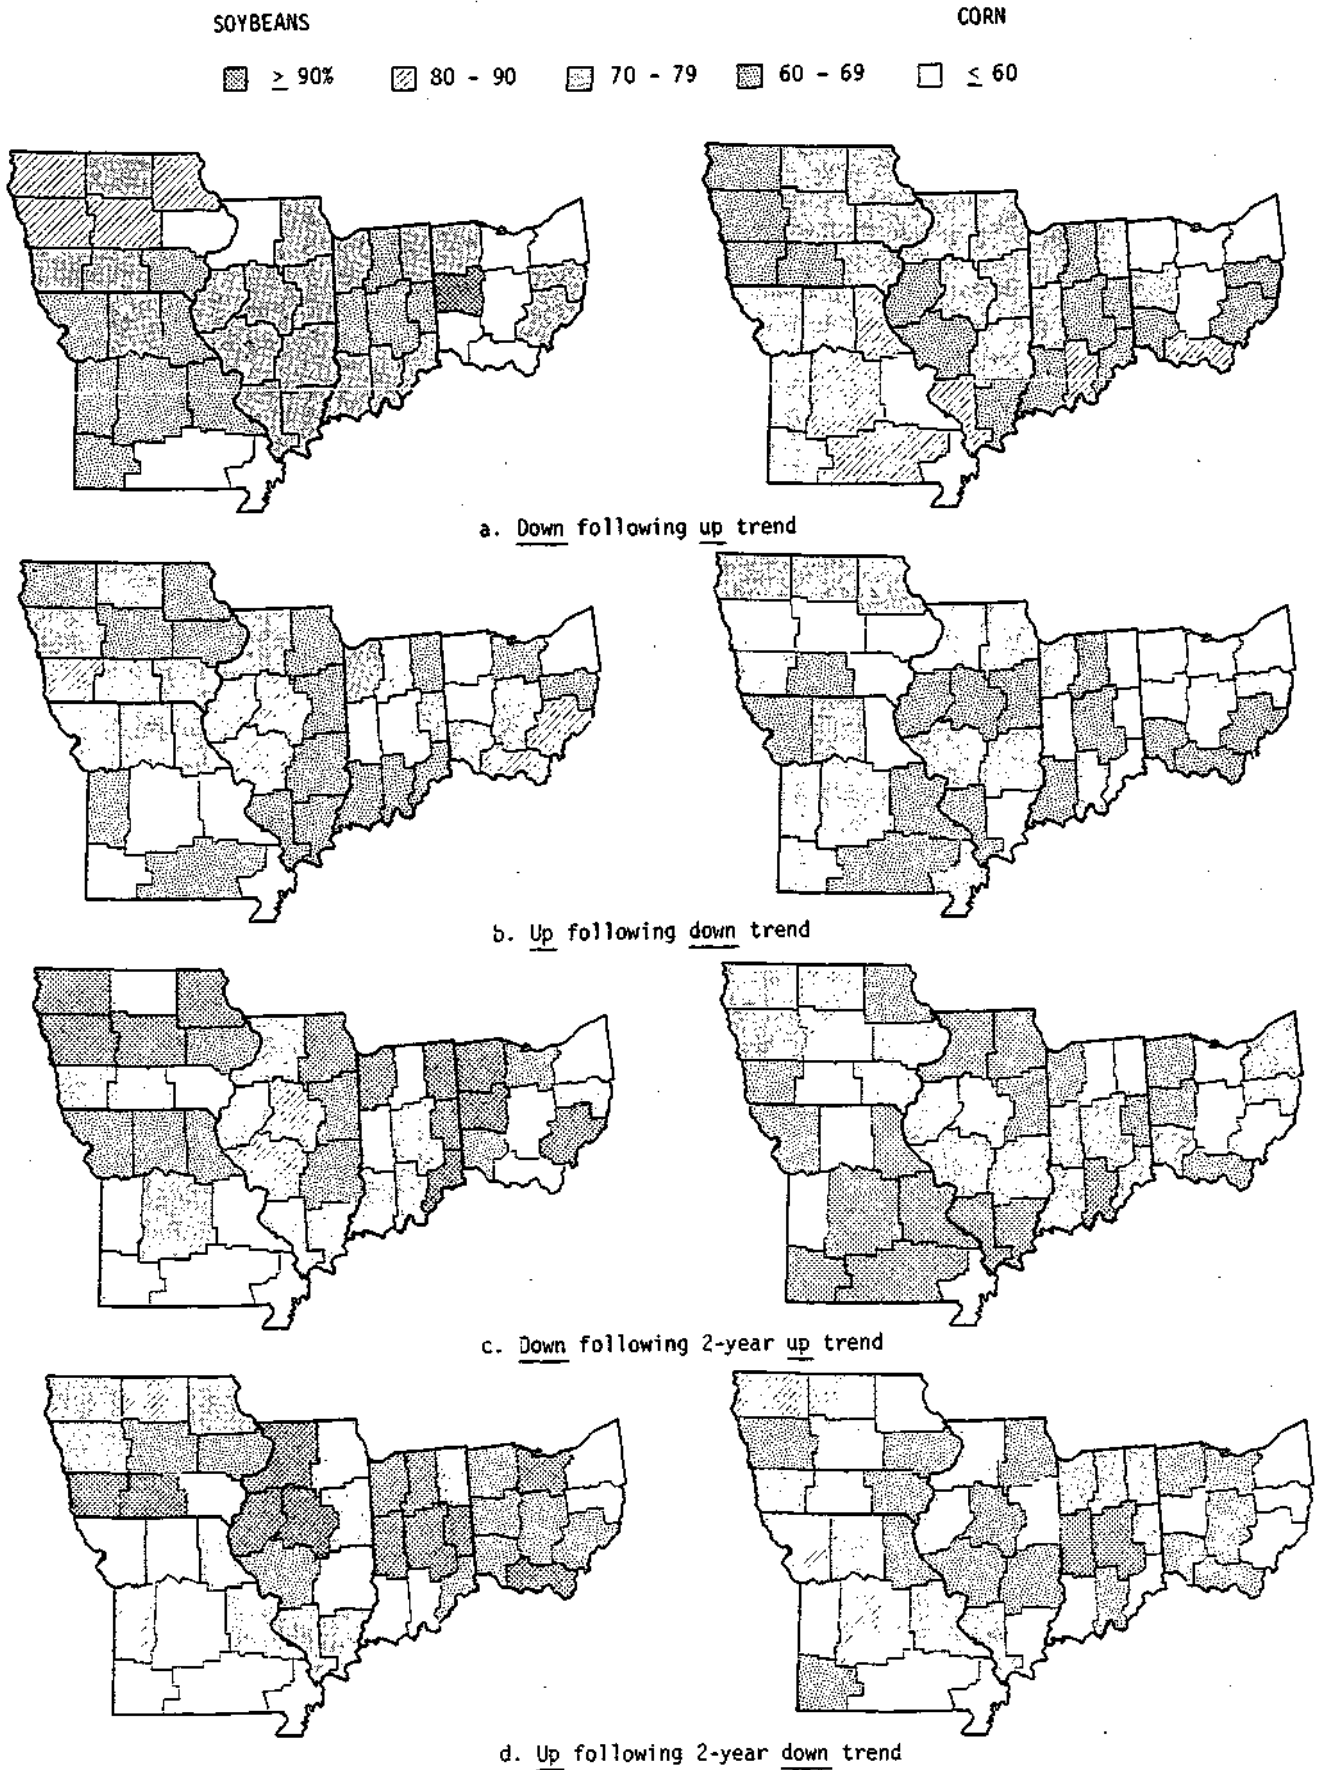 SOYBEANS
CORN
≥ 90%
80 - 90
70 - 79
60 - 69
≤ 60
a. Down following up trend
b. Up following down trend
c. Down following 2-year up trend
d. Up following 2-year down trend